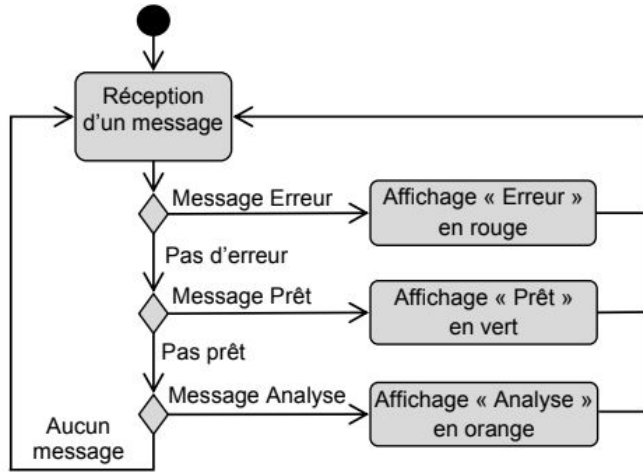 Réception
d'un message
Message Erreur
Affichage « Erreur »
en rouge
Pas d'erreur
Message Prêt
Affichage « Prêt »
en vert
Pas prêt
Message Analyse
Affichage « Analyse »
en orange
Aucun
message